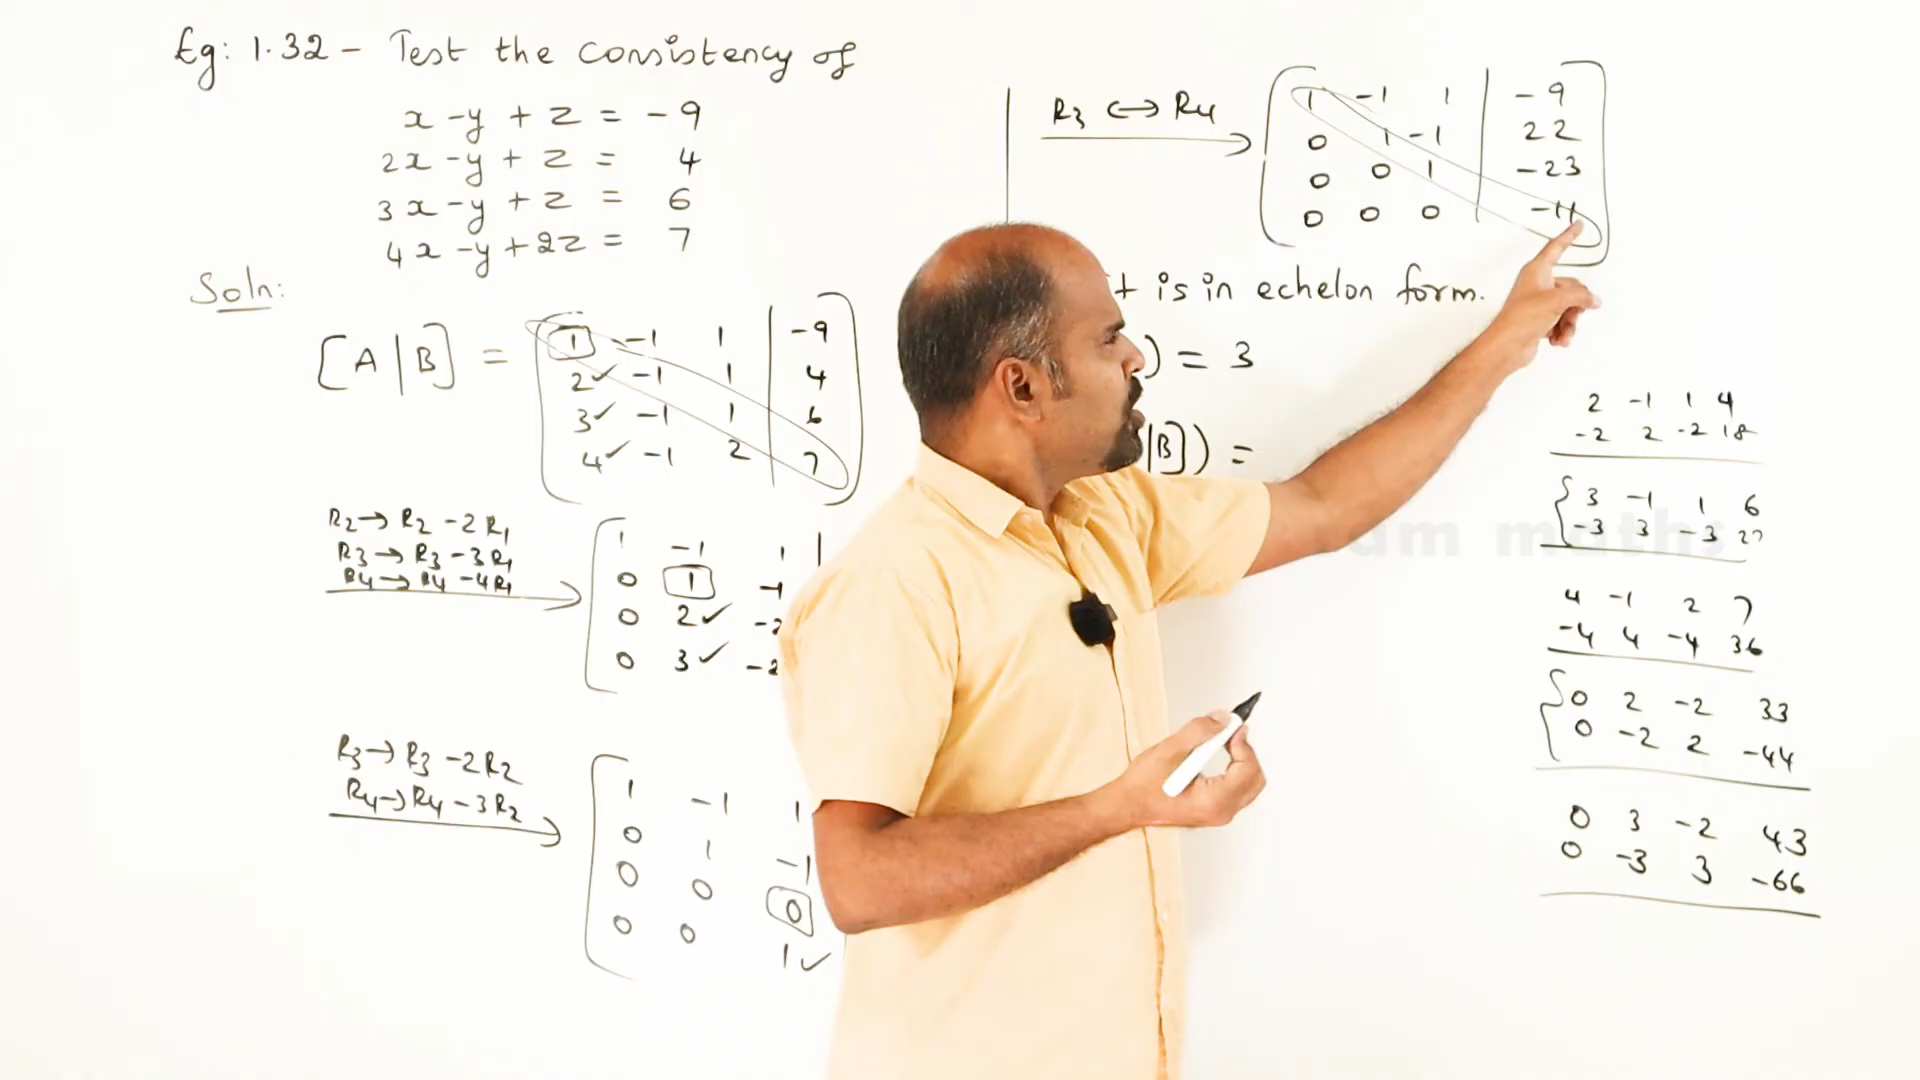 Eg: 1.32 - Test the consistency of
x - y + z = - 9
2x - y + z = 4
3x - y + z = 6
4x - y + 2z = 7
Soln:
[A | B] =
1 -1 1 | -9
2 ✓ -1 1 | 4
3 ✓ -1 1 | 6
4 ✓ -1 2 | 7
R2 → R2 - 2R1
R3 → R3 - 3R1
R4 → R4 - 4R1
1 -1 1 |
0 1 -1
0 2 ✓ -2
0 3 ✓ -2
R3 → R3 - 2R2
R4 → R4 - 3R2
1 -1 1
0 1 -1
0 0 0
0 0 1 ✓
R3 ↔ R4
1 -1 1 | -9
0 1 -1 | 22
0 0 1 | -23
0 0 0 | -11
t is in echelon form.
) = 3
|B]) =
2 -1 1 4
-2 2 -2 18
3 -1 1 6
-3 3 -3 27
4 -1 2 7
-4 4 -4 36
0 2 -2 33
0 -2 2 -44
0 3 -2 43
0 -3 3 -66
am maths